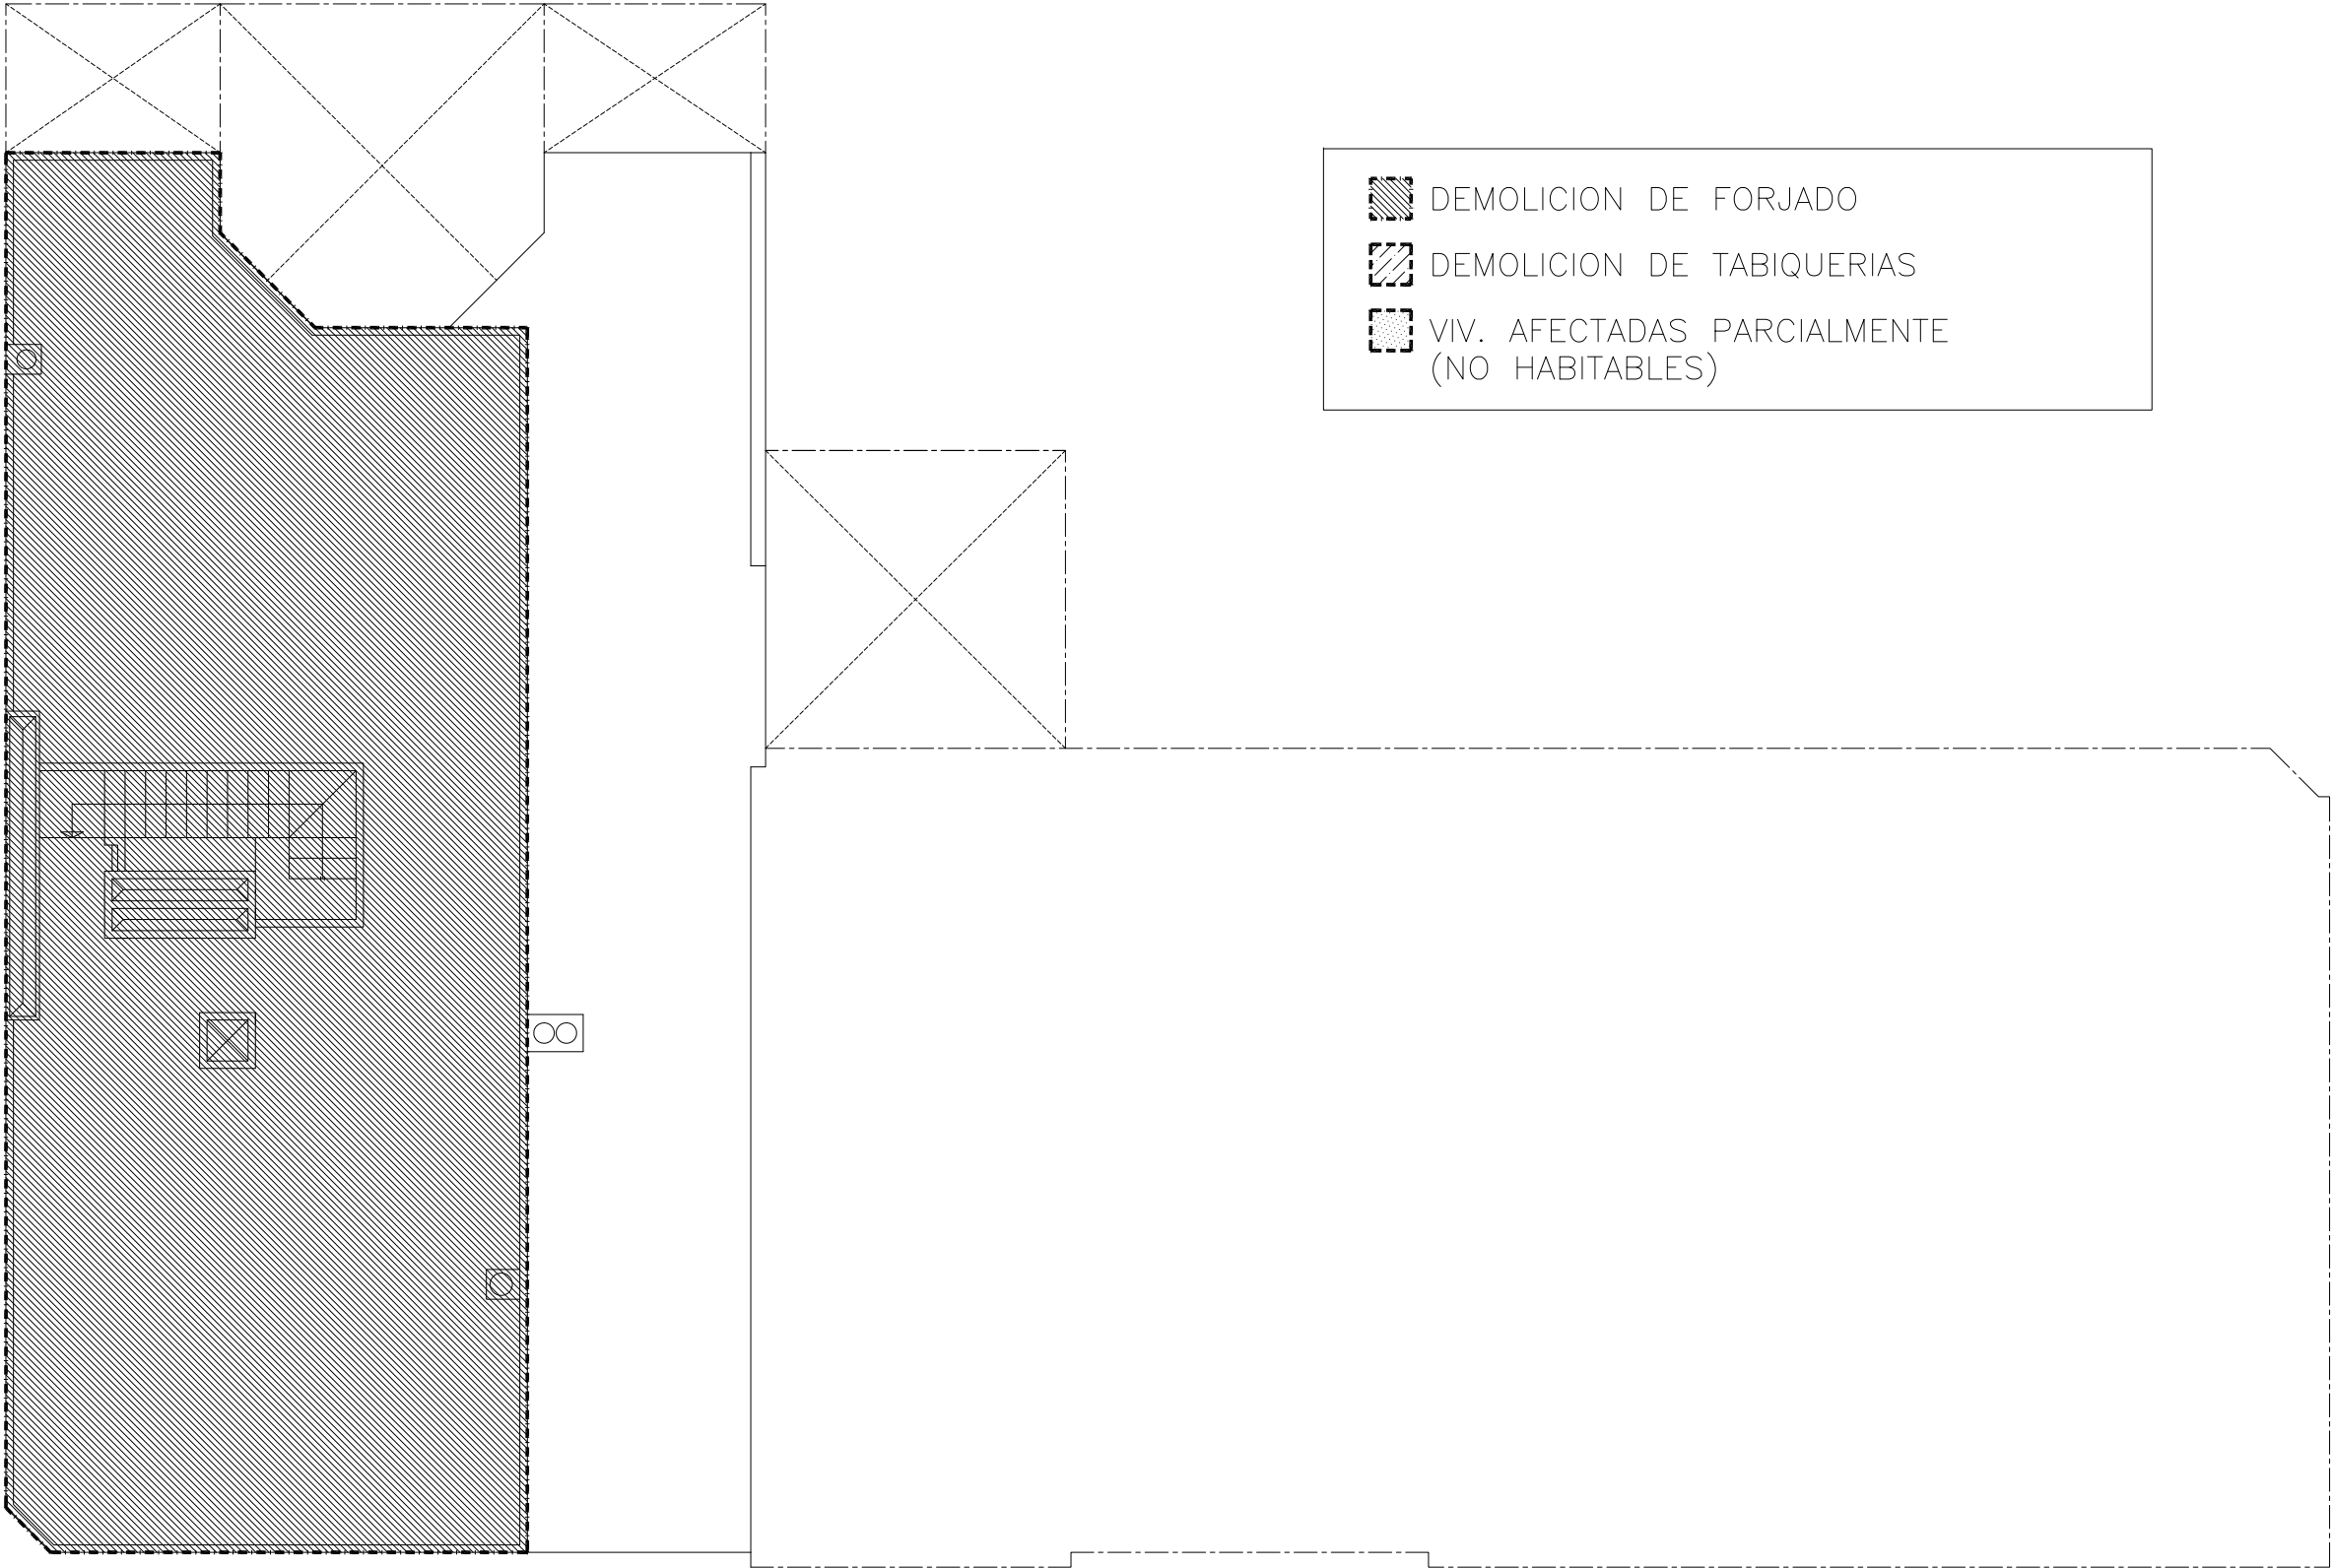 DEMOLICION DE FORJADO
DEMOLICION DE TABIQUERIAS
VIV. AFECTADAS PARCIALMENTE
(NO HABITABLES)